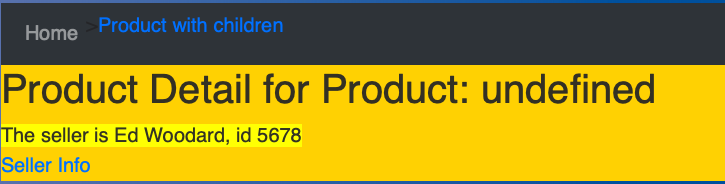 Home >Product with children
Product Detail for Product: undefined
The seller is Ed Woodard, id 5678
Seller Info